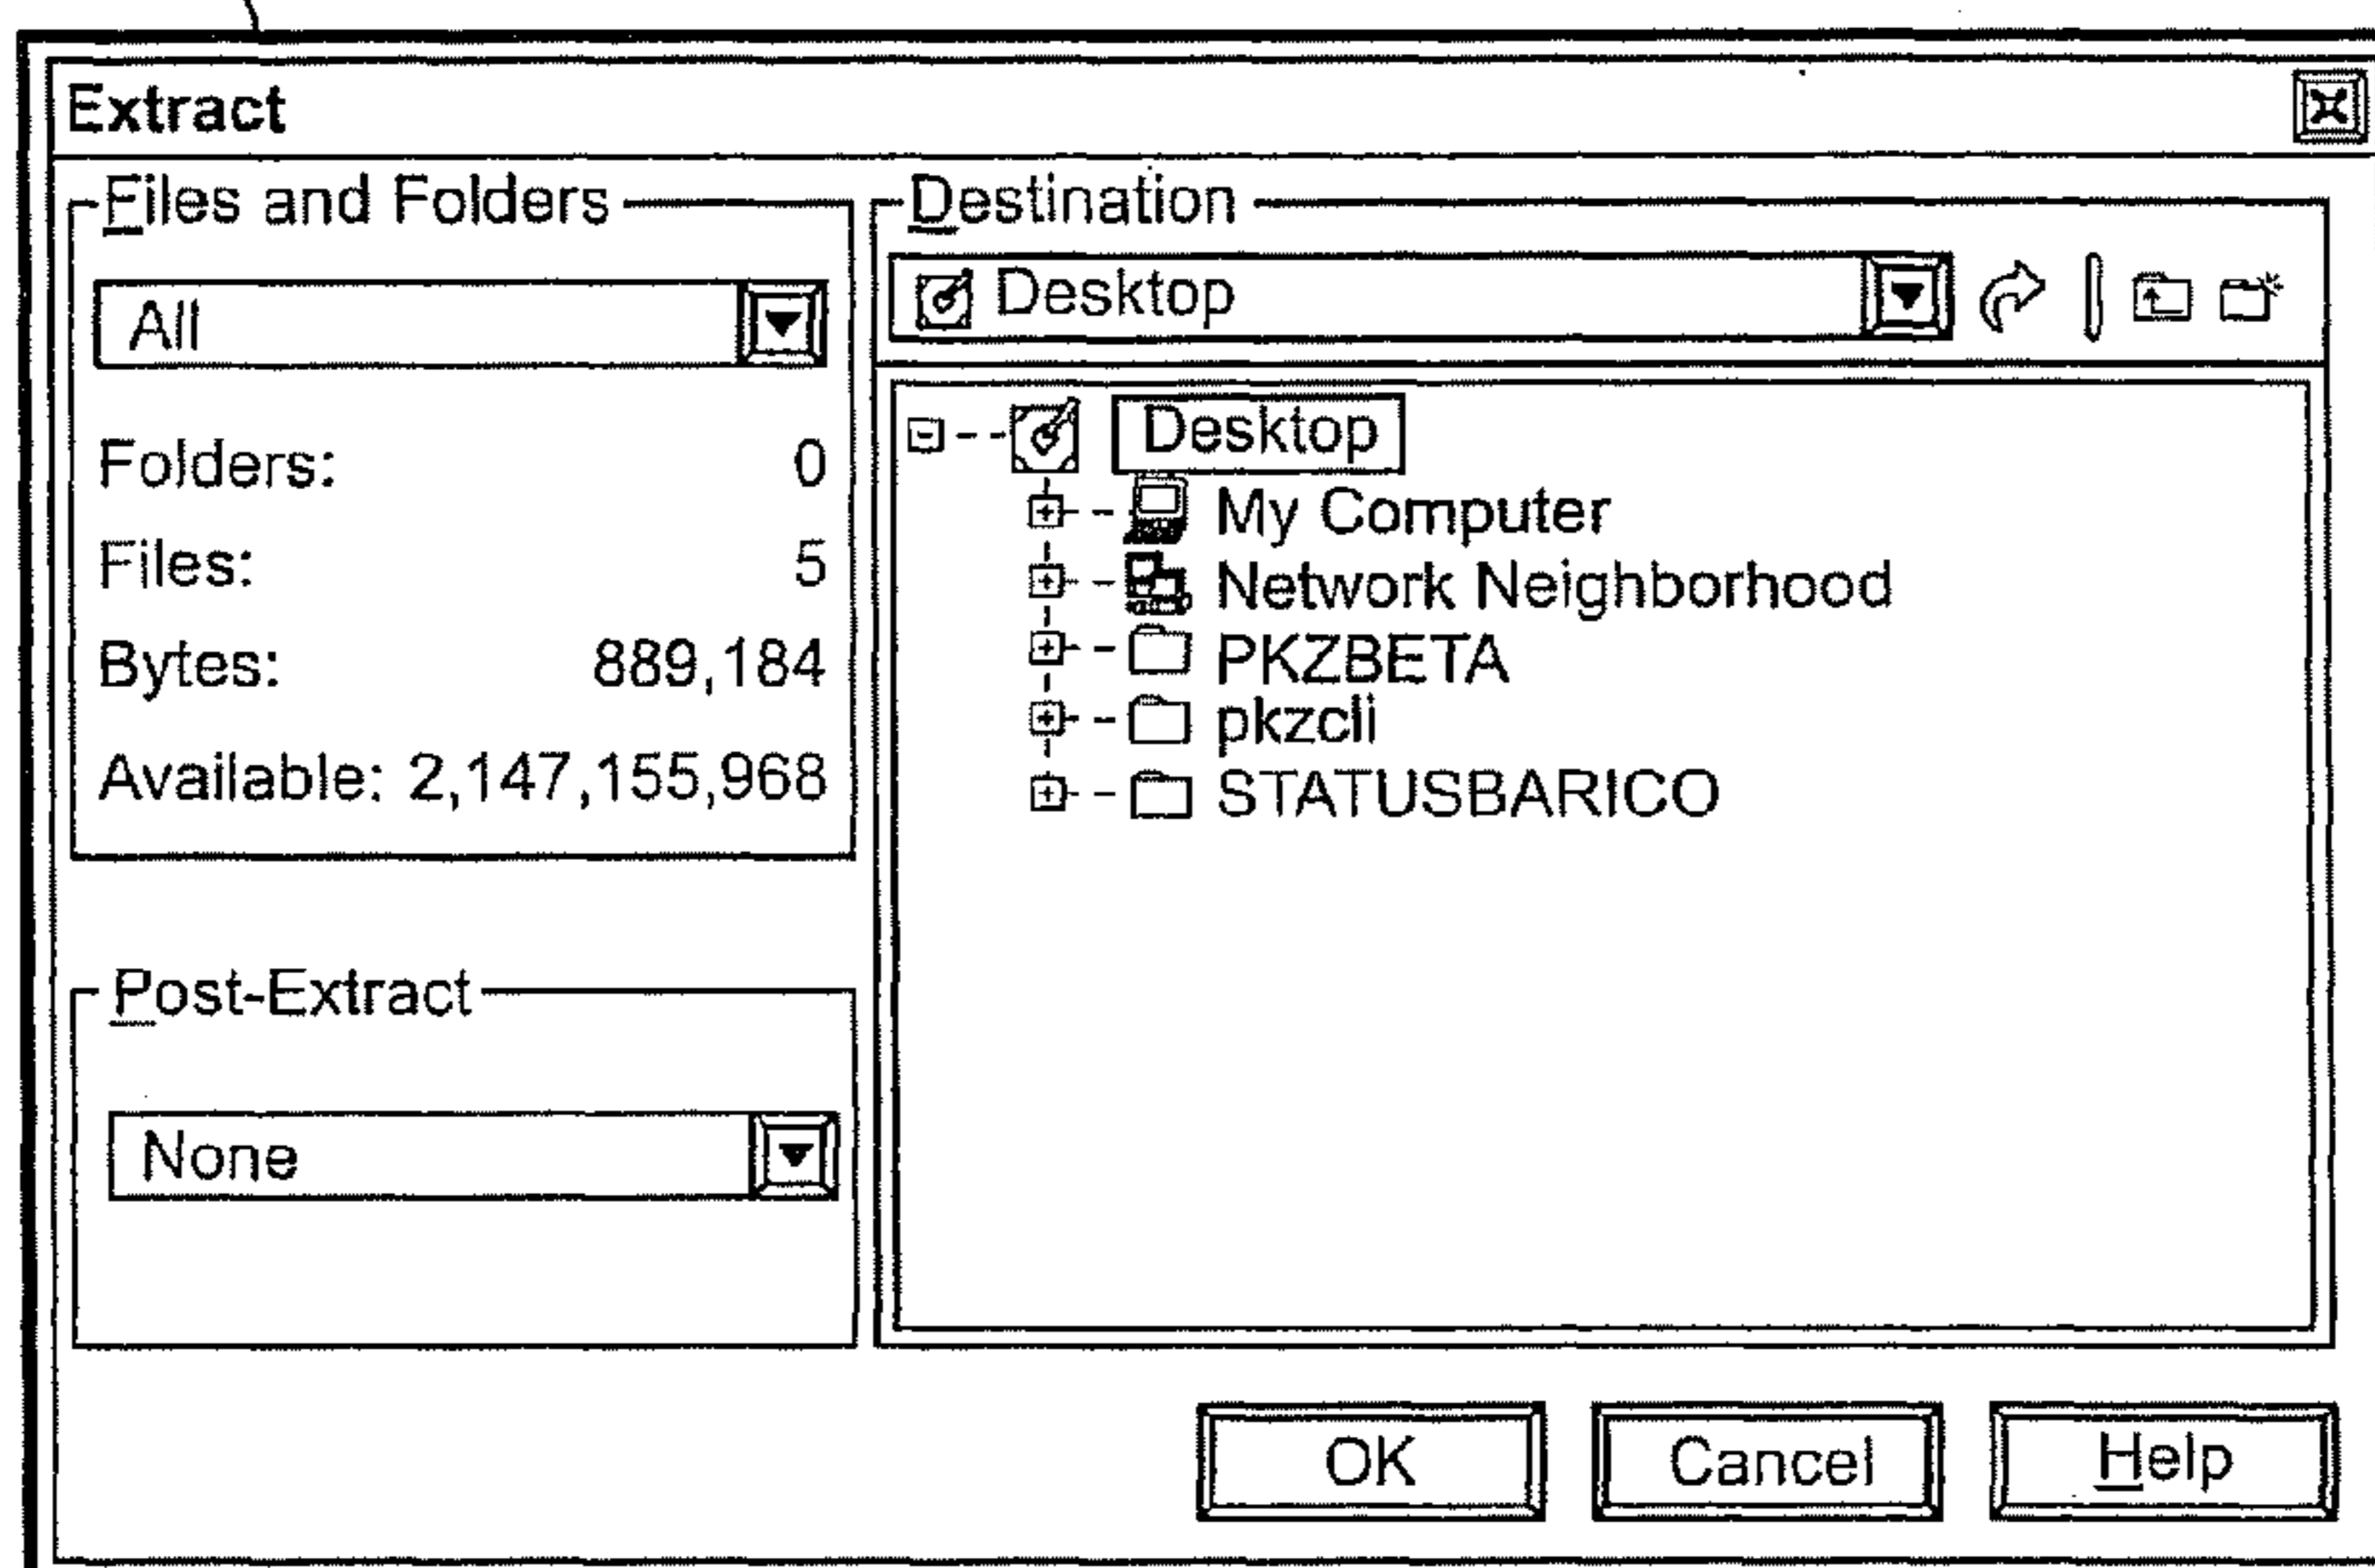 Extract
Files and Folders
All
Folders: 0
Files: 5
Bytes: 889,184
Available: 2,147,155,968
Post-Extract
None
Destination
Desktop
Desktop
My Computer
Network Neighborhood
PKZBETA
pkzcli
STATUSBARICO
OK
Cancel
Help